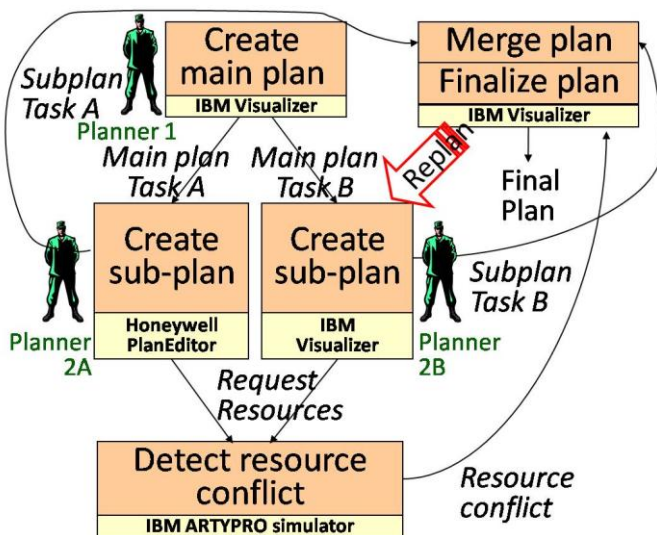 Create
main plan
IBM Visualizer
Merge plan
Finalize plan
IBM Visualizer
Subplan
Task A
Planner 1
Main plan
Task A
Main plan
Task B
Replan
Final
Plan
Create
sub-plan
Honeywell
PlanEditor
Create
sub-plan
IBM
Visualizer
Planner
2A
Planner
2B
Subplan
Task B
Request
Resources
Detect resource
conflict
IBM ARTYPRO simulator
Resource
conflict